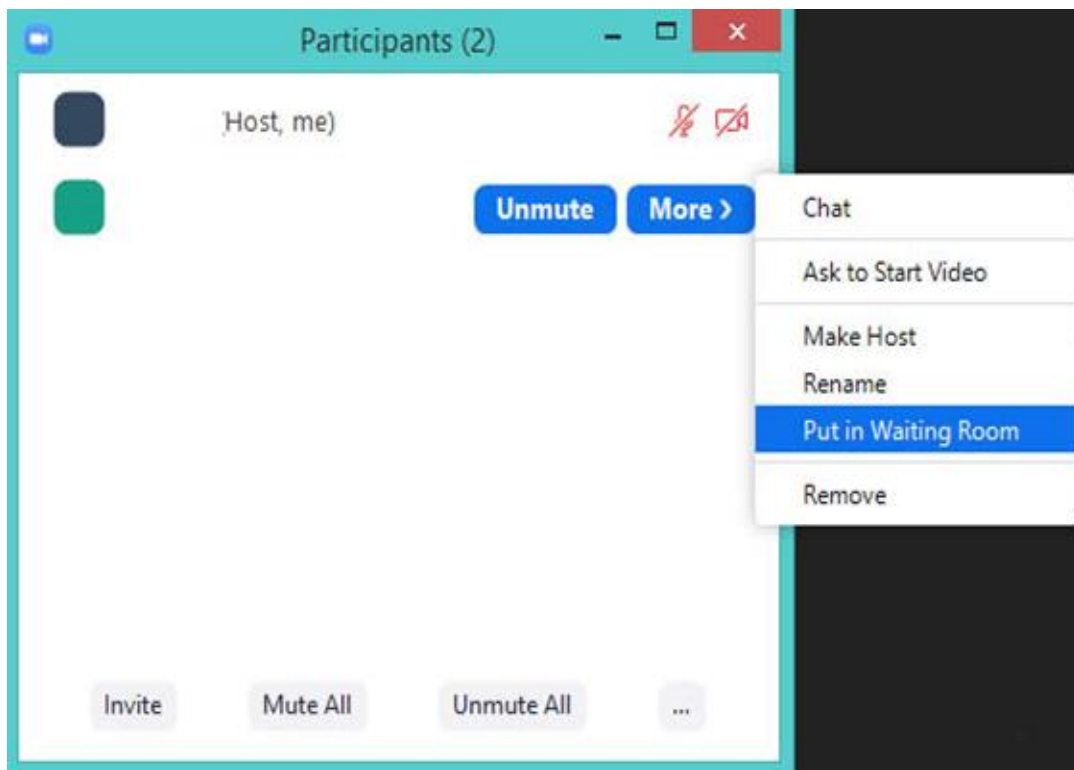 Participants (2)
Host, me)
Unmute
More >
Chat
Ask to Start Video
Make Host
Rename
Put in Waiting Room
Remove
Invite
Mute All
Unmute All
...